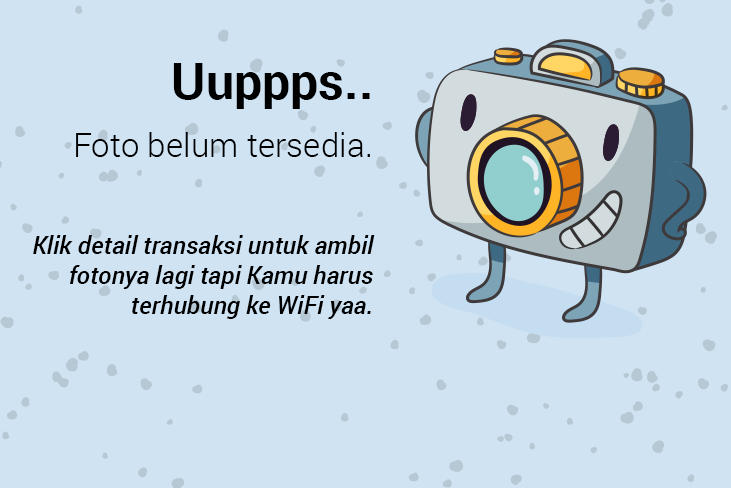 Uuppps..
Foto belum tersedia.
Klik detail transaksi untuk ambil
fotonya lagi tapi Kamu harus
terhubung ke WiFi yaa.